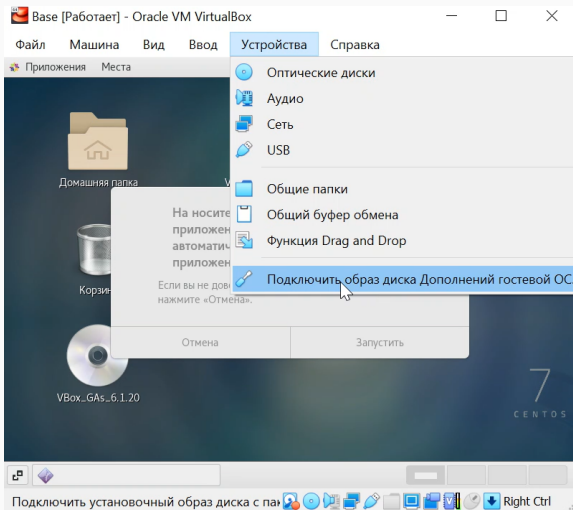 Base [Работает] - Oracle VM VirtualBox
Файл Машина Вид Ввод Устройства Справка
Приложения Места
Оптические диски
Аудио
Сеть
USB
Общие папки
Общий буфер обмена
Функция Drag and Drop
Подключить образ диска Дополнений гостевой ОС
Домашняя папка
На носите
приложен
автоматич
приложен
Если вы не дов
нажмите «Отмена».
Отмена Запустить
Корзин
VBox_GAs_6.1.20
7
CENTOS
Подключить установочный образ диска с пак
Right Ctrl